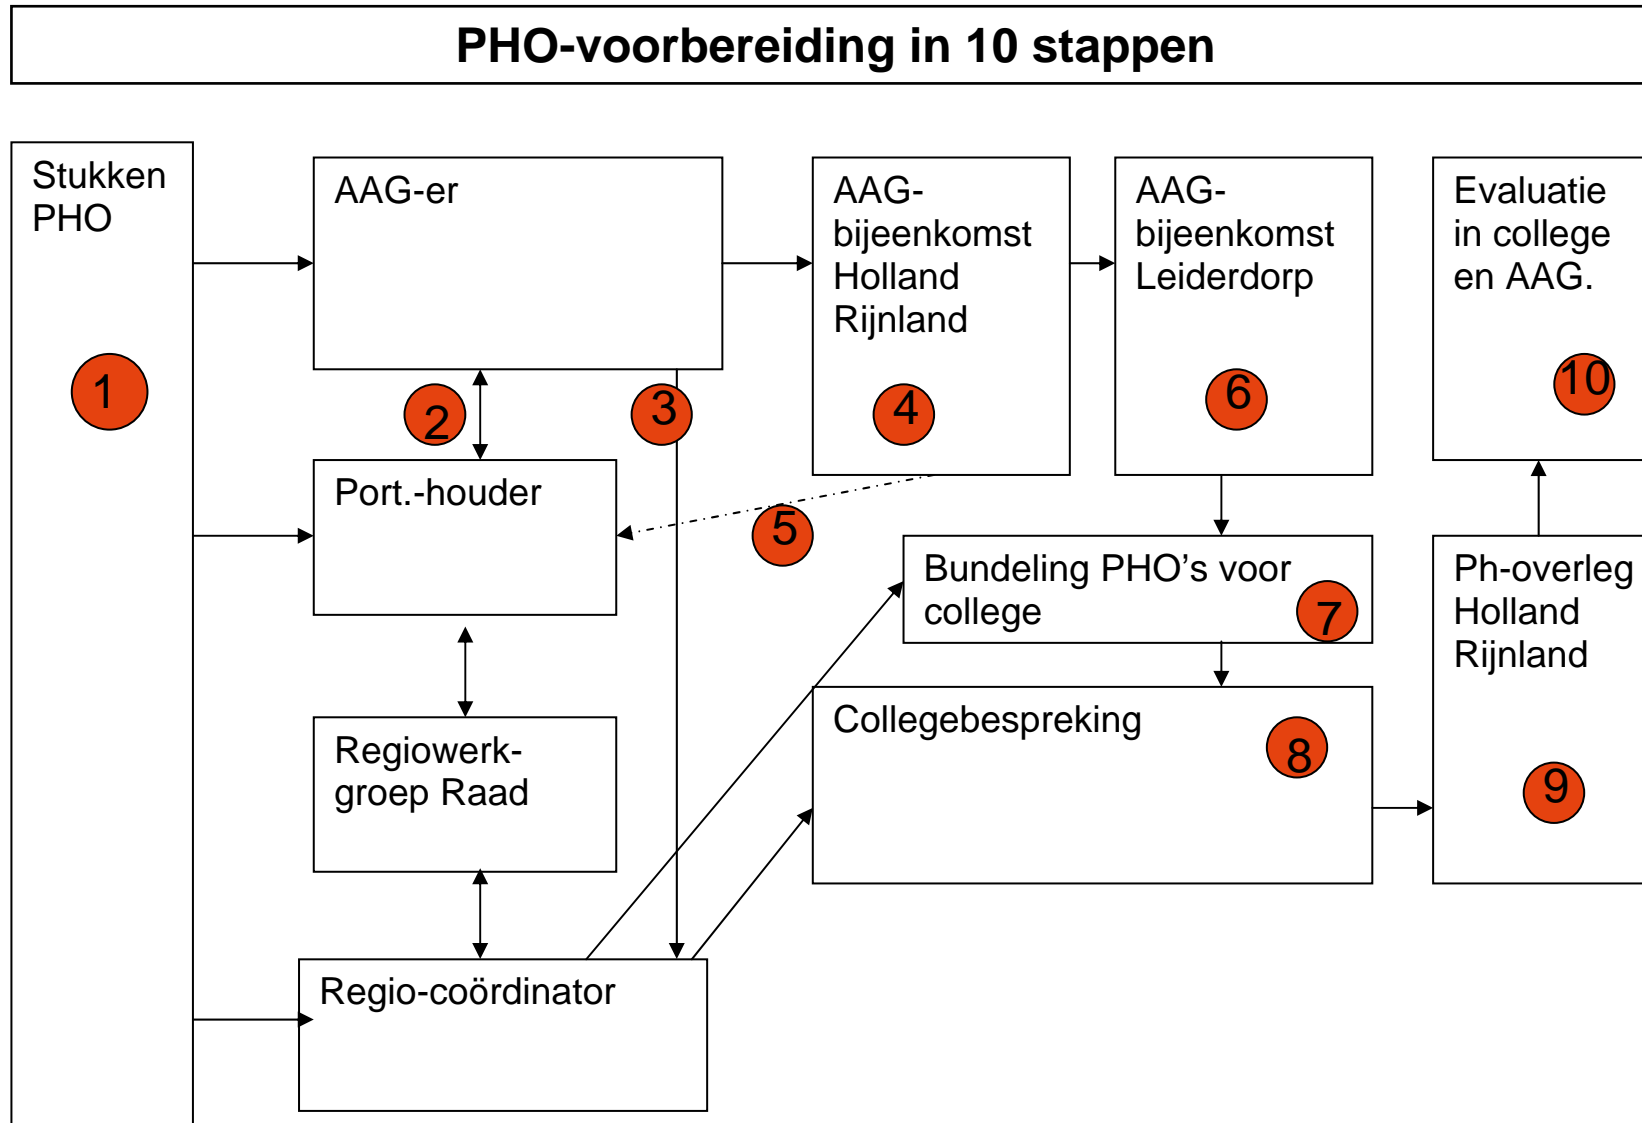 PHO-voorbereiding in 10 stappen
Stukken
PHO
1
AAG-er
2
3
Port.-houder
Regiowerk-
groep Raad
Regio-coördinator
AAG-
bijeenkomst
Holland
Rijnland
4
5
AAG-
bijeenkomst
Leiderdorp
6
Bundeling PHO's voor
college
7
Collegebespreking
8
Ph-overleg
Holland
Rijnland
9
Evaluatie
in college
en AAG.
10